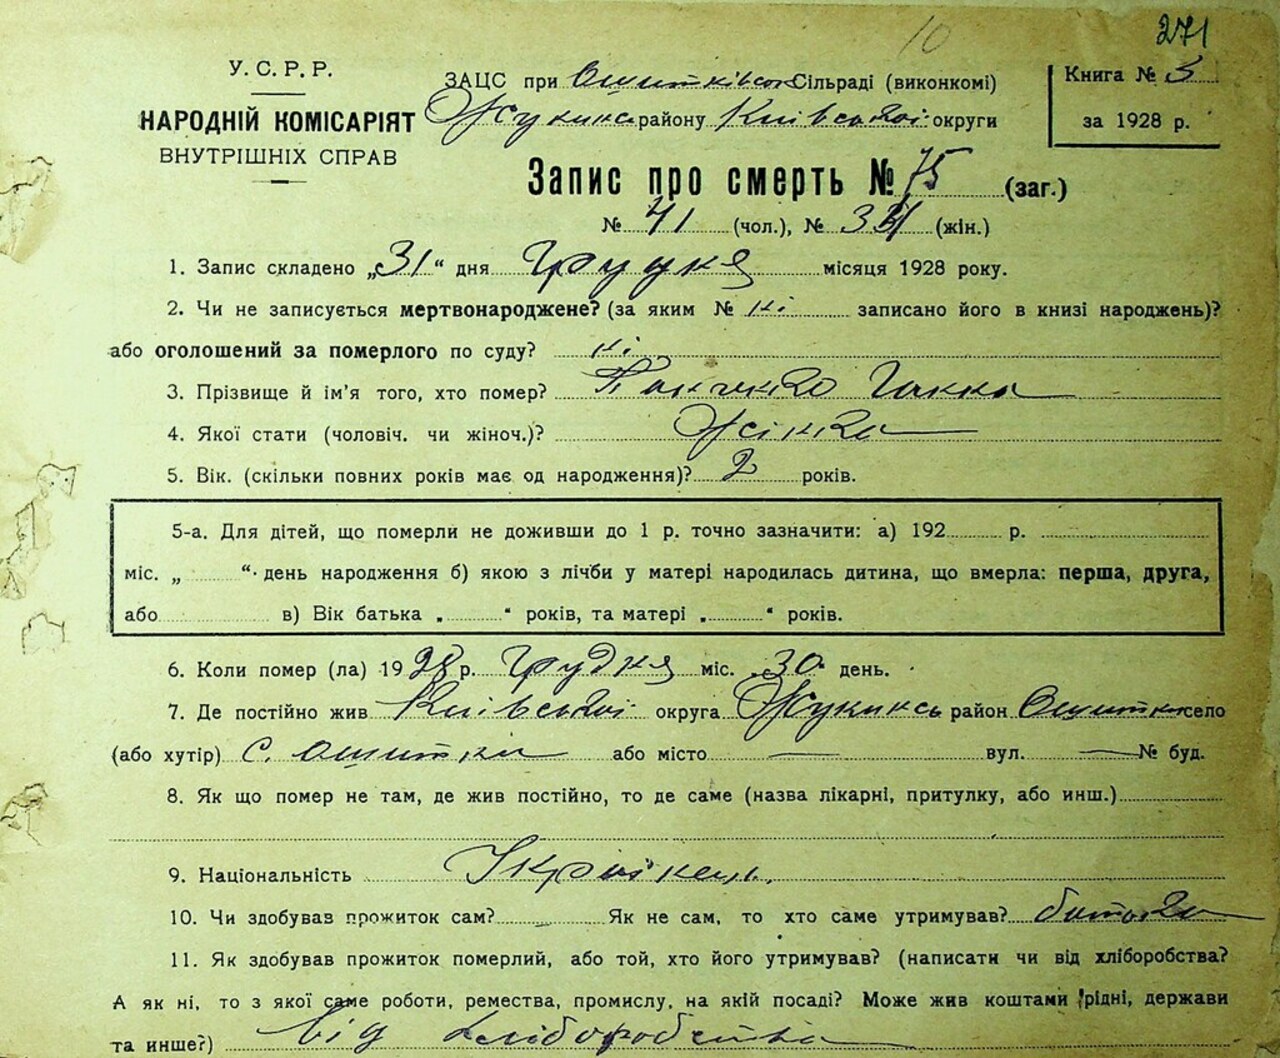 10
271
У. С. Р. Р.
ЗАЦС при Ошитківськ Сільраді (виконкомі)
Книга № 3
НАРОДНІЙ КОМІСАРІЯТ
Жукинс району Київської округи
за 1928 р.
ВНУТРІШНІХ СПРАВ
Запис про смерть № 75 (заг.)
№ 41 (чол.), № (жін.)
1. Запис складено „31“ дня місяця 1928 року.
2. Чи не записується мертвонароджене? (за яким № ні записано його в книзі народжень)?
або оголошений за померлого по суду? ні
3. Прізвище й ім'я того, хто помер? Ганна
4. Якої стати (чоловіч. чи жіноч.)? Жінка
5. Вік. (скільки повних років має од народження)? 2 років.
5-а. Для дітей, що померли не доживши до 1 р. точно зазначити: а) 192 р.
міс. „ “ день народження б) якою з лічби у матері народилась дитина, що вмерла: перша, друга,
або в) Вік батька „ “ років, та матері „ “ років.
6. Коли помер (ла) 1928 р. Грудня міс. 30 день.
7. Де постійно жив Київської округа Жукинсь район Ошитки село
(або хутір) с. Ошитки або місто — вул. — № буд.
8. Як що помер не там, де жив постійно, то де саме (назва лікарні, притулку, або инш.)
9. Національність Українець
10. Чи здобував прожиток сам? Як не сам, то хто саме утримував? батько
11. Як здобував прожиток померлий, або той, хто його утримував? (написати чи від хліборобства?
А як ні, то з якої саме роботи, ремества, промислу, на якій посаді? Може жив коштами рідні, держави
та инше?) від хліборобства